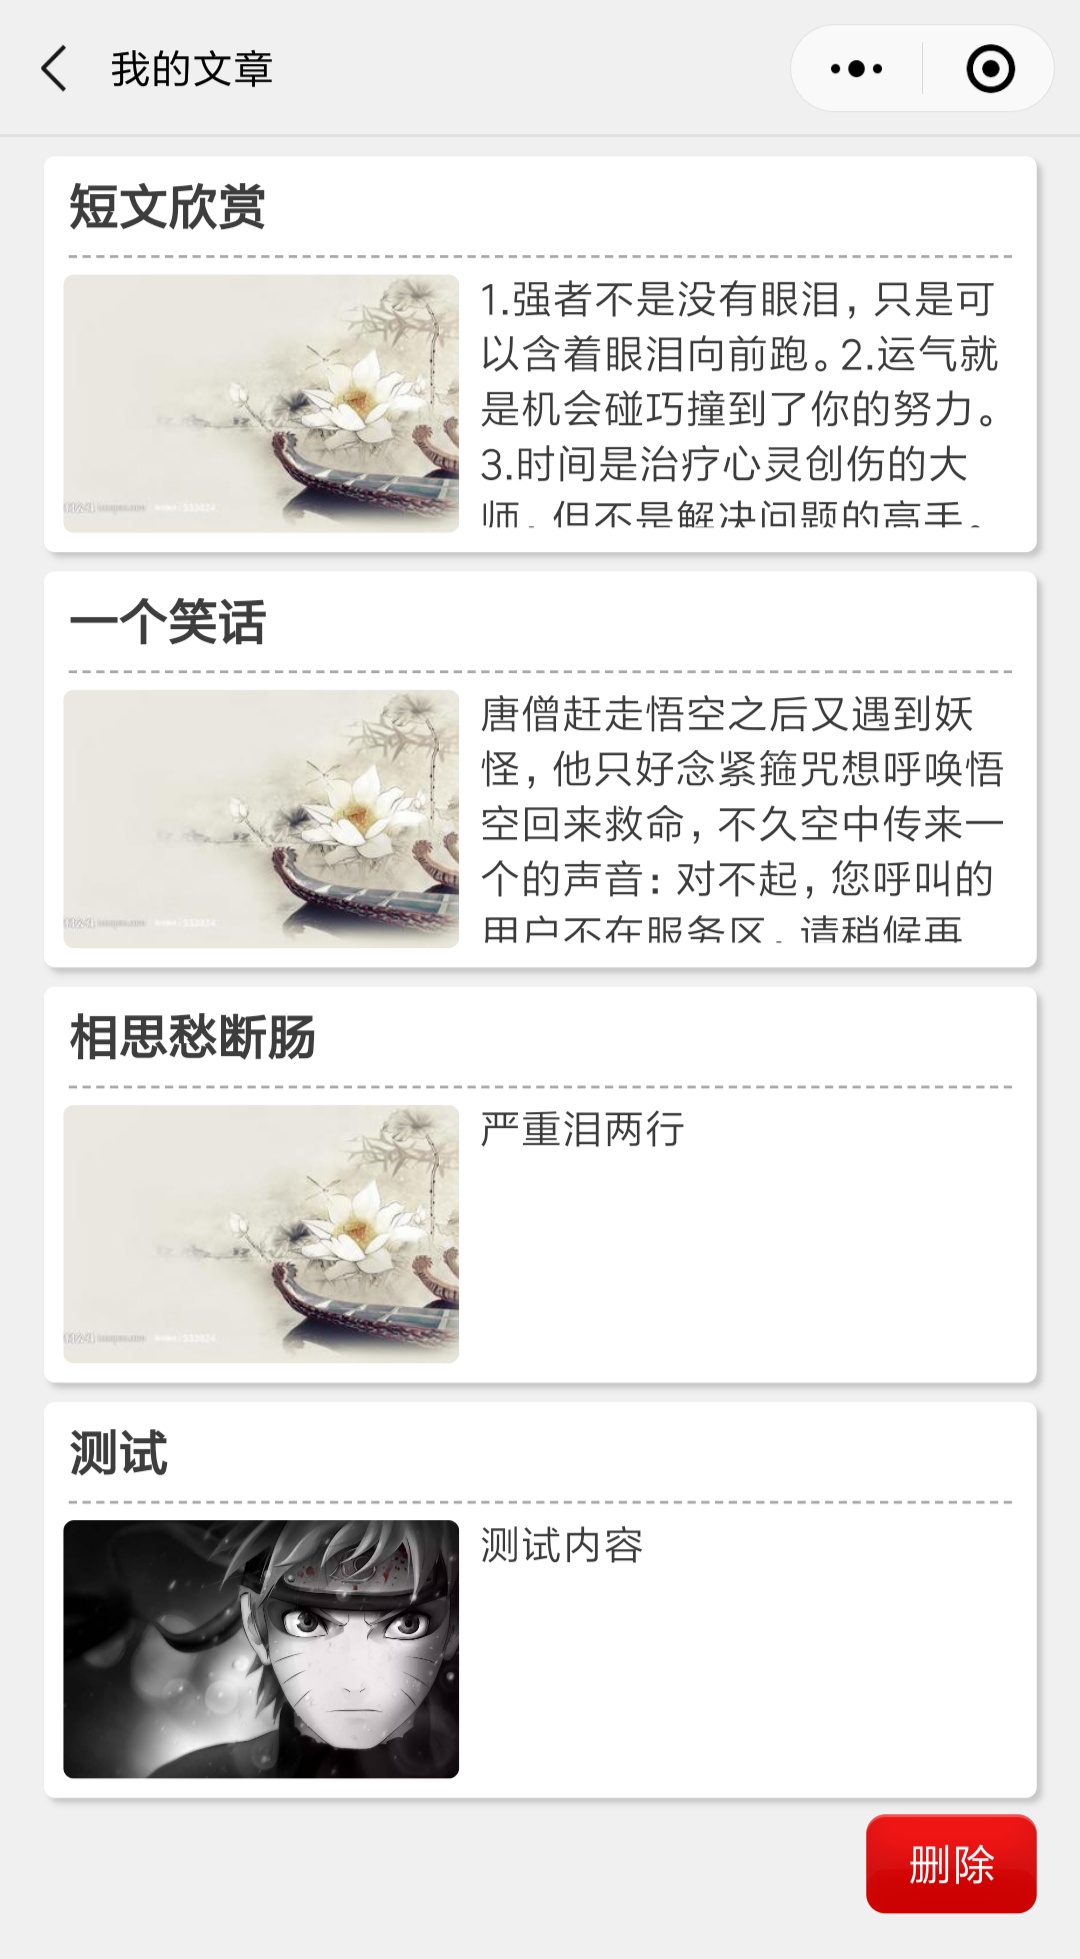 我的文章
短文欣赏
1.强者不是没有眼泪，只是可
以含着眼泪向前跑。2.运气就
是机会碰巧撞到了你的努力。
3.时间是治疗心灵创伤的大
师，但不是解决问题的高手。
一个笑话
唐僧赶走悟空之后又遇到妖
怪，他只好念紧箍咒想呼唤悟
空回来救命，不久空中传来一
个的声音：对不起，您呼叫的
用户不在服务区，请稍候再
相思愁断肠
严重泪两行
测试
测试内容
删除